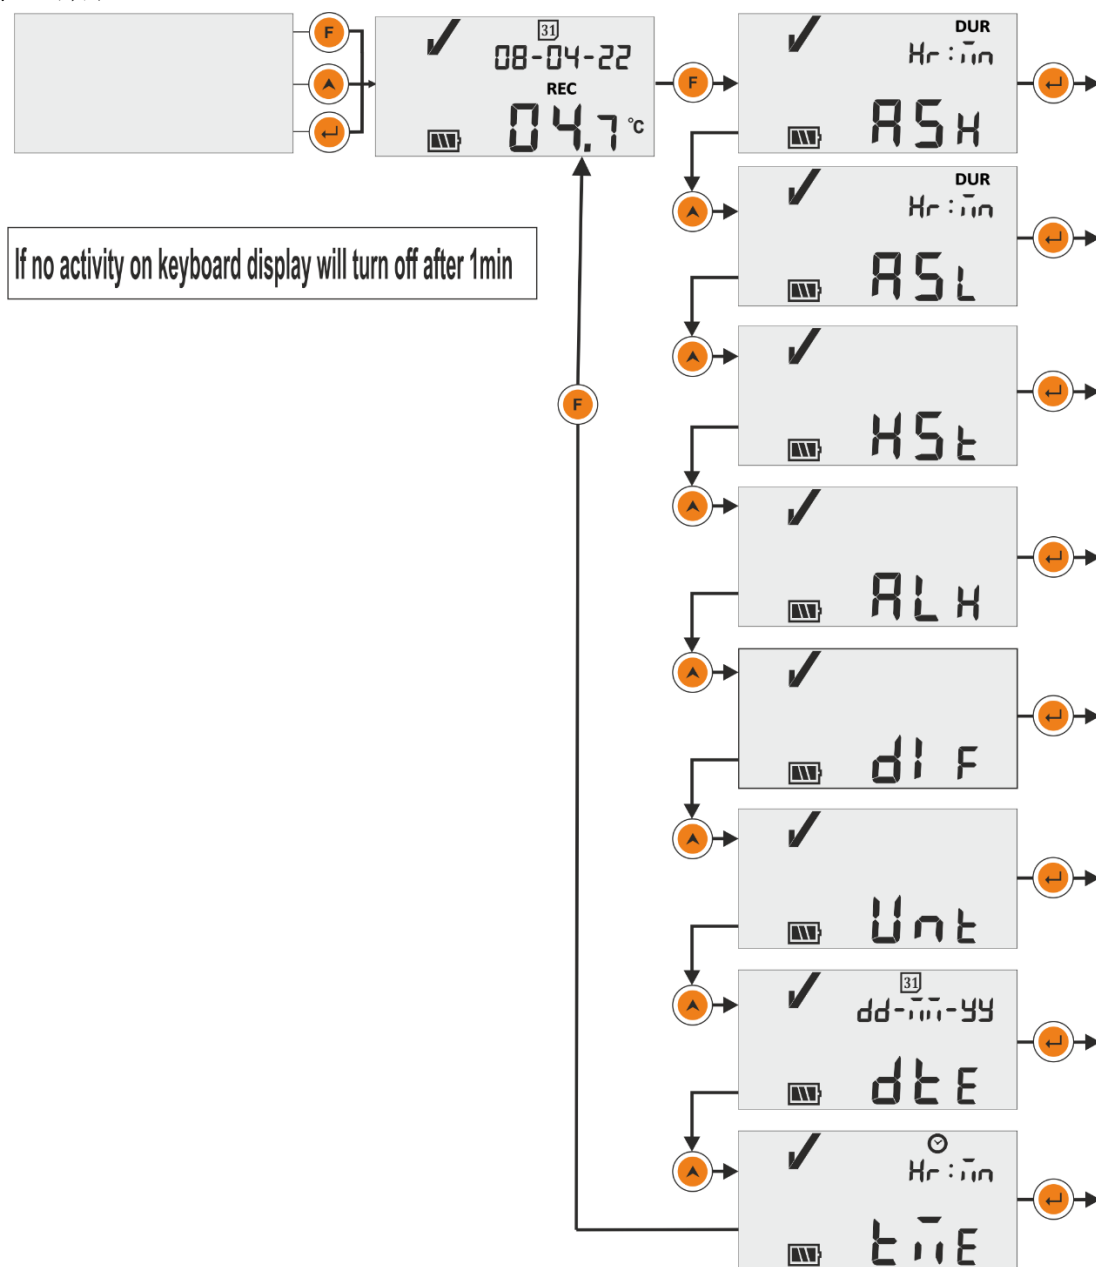 F
31
08-04-22
REC
04.7 °C
F
DUR
Hr:mn
ASH
DUR
Hr:mn
ASL
If no activity on keyboard display will turn off after 1min
HSt
F
ALH
dIF
Unt
31
dd-mm-yy
dtE
Hr:mn
tmE